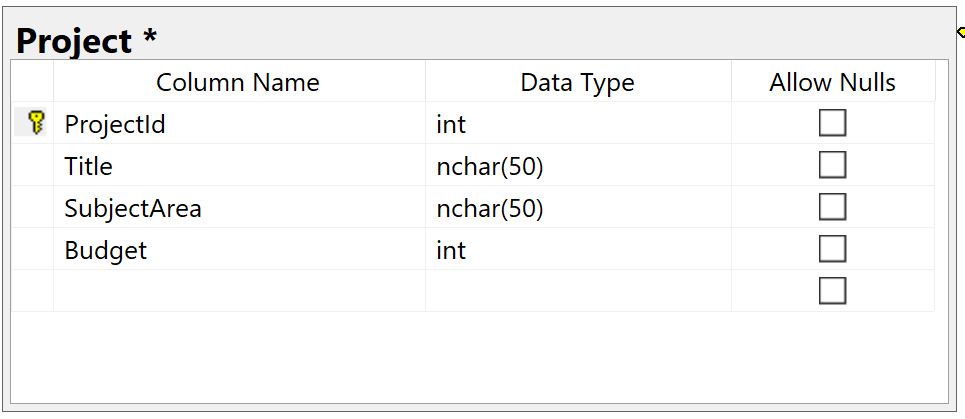 Project *
Column Name Data Type Allow Nulls
ProjectId int
Title nchar(50)
SubjectArea nchar(50)
Budget int